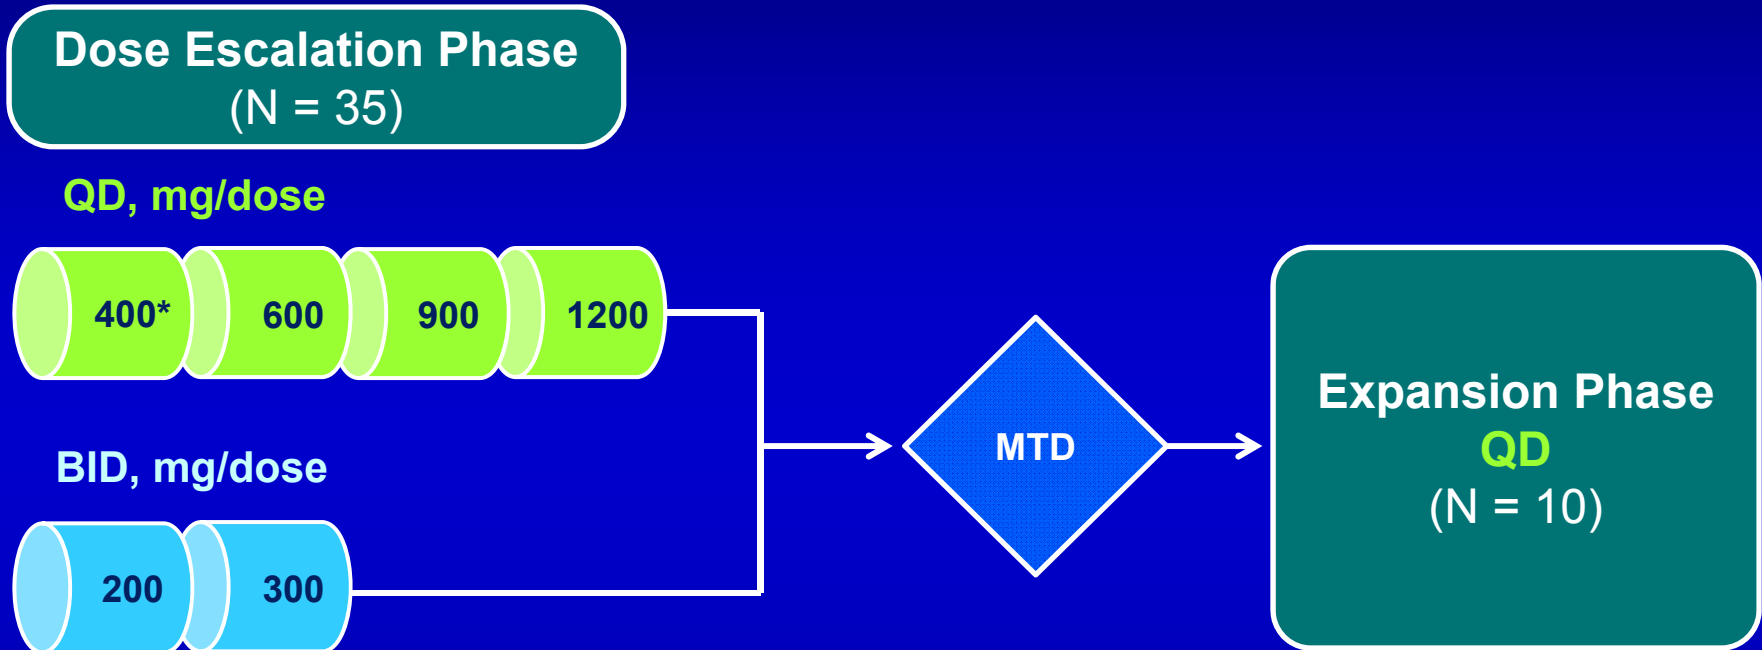 Dose Escalation Phase
(N = 35)
QD, mg/dose
400* 600 900 1200
BID, mg/dose
200 300
MTD
Expansion Phase
QD
(N = 10)